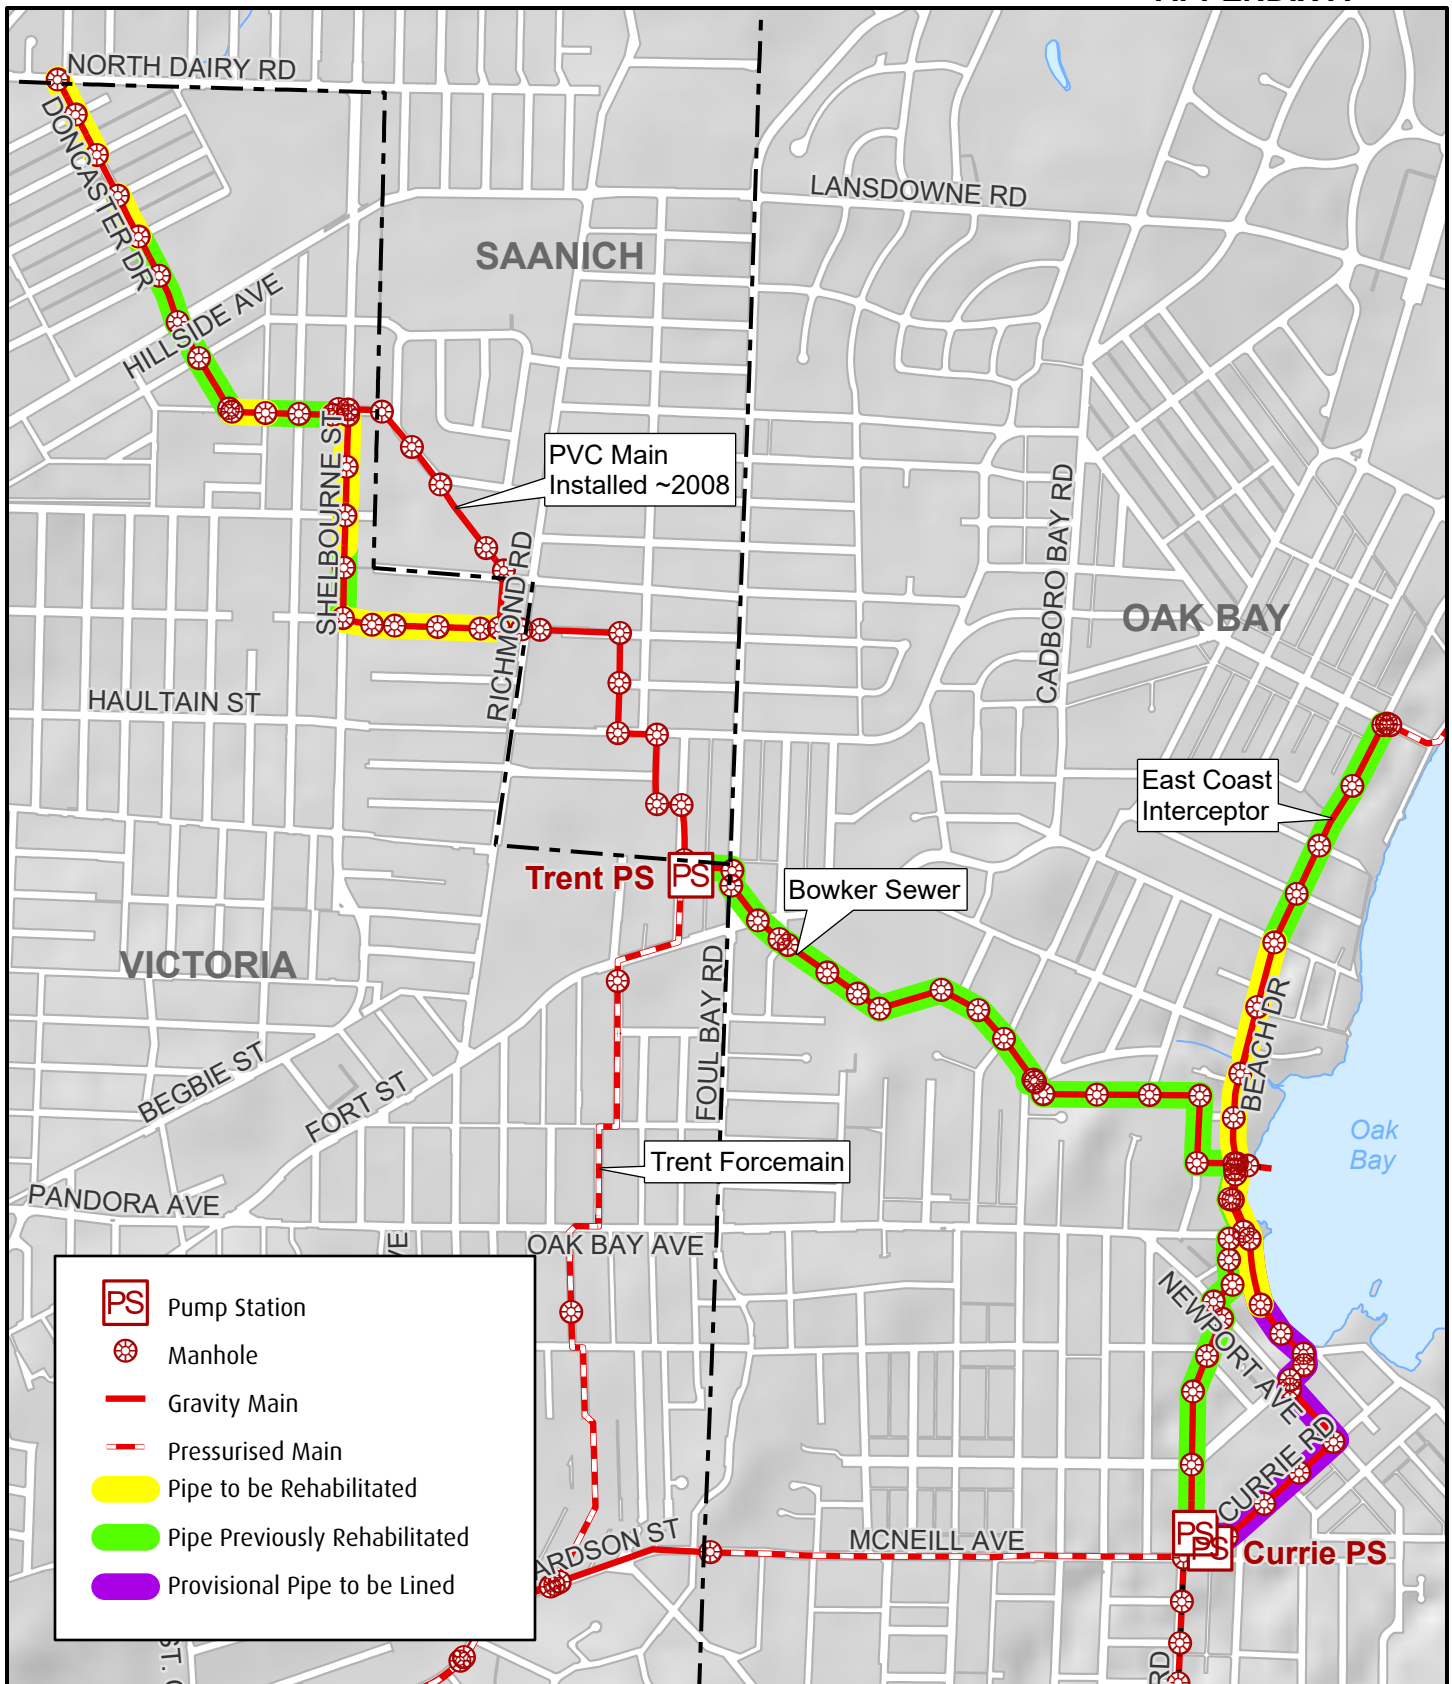 NORTH DAIRY RD
DONCASTER DR
LANSDOWNE RD
SAANICH
HILLSIDE AVE
PVC Main
Installed ~2008
SHELBOURNE ST
RICHMOND RD
CADBORO BAY RD
OAK BAY
HAULTAIN ST
East Coast
Interceptor
Trent PS
PS
Bowker Sewer
VICTORIA
FOUL BAY RD
BEACH DR
BEGBIE ST
FORT ST
Oak
Bay
Trent Forcemain
PANDORA AVE
OAK BAY AVE
VE
NEWPORT AVE
PS
Pump Station
Manhole
Gravity Main
Pressurised Main
Pipe to be Rehabilitated
Pipe Previously Rehabilitated
Provisional Pipe to be Lined
CURRIE RD
ARDSON ST
MCNEILL AVE
PS
PS
Currie PS
ST.
RD